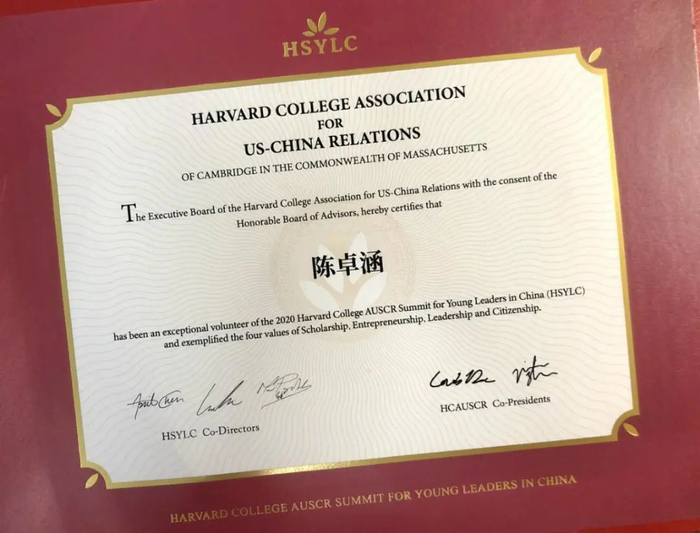 HSYLC
HARVARD COLLEGE ASSOCIATION
FOR
US-CHINA RELATIONS
OF CAMBRIDGE IN THE COMMONWEALTH OF MASSACHUSETTS
The Executive Board of the Harvard College Association for US-China Relations with the consent of the
Honorable Board of Advisors, hereby certifies that
陈卓涵
has been an exceptional volunteer of the 2020 Harvard College AUSCR Summit for Young Leaders in China (HSYLC)
and exemplified the four values of Scholarship, Entrepreneurship, Leadership and Citizenship.
HSYLC Co-Directors
HCAUSCR Co-Presidents
HARVARD COLLEGE AUSCR SUMMIT FOR YOUNG LEADERS IN CHINA